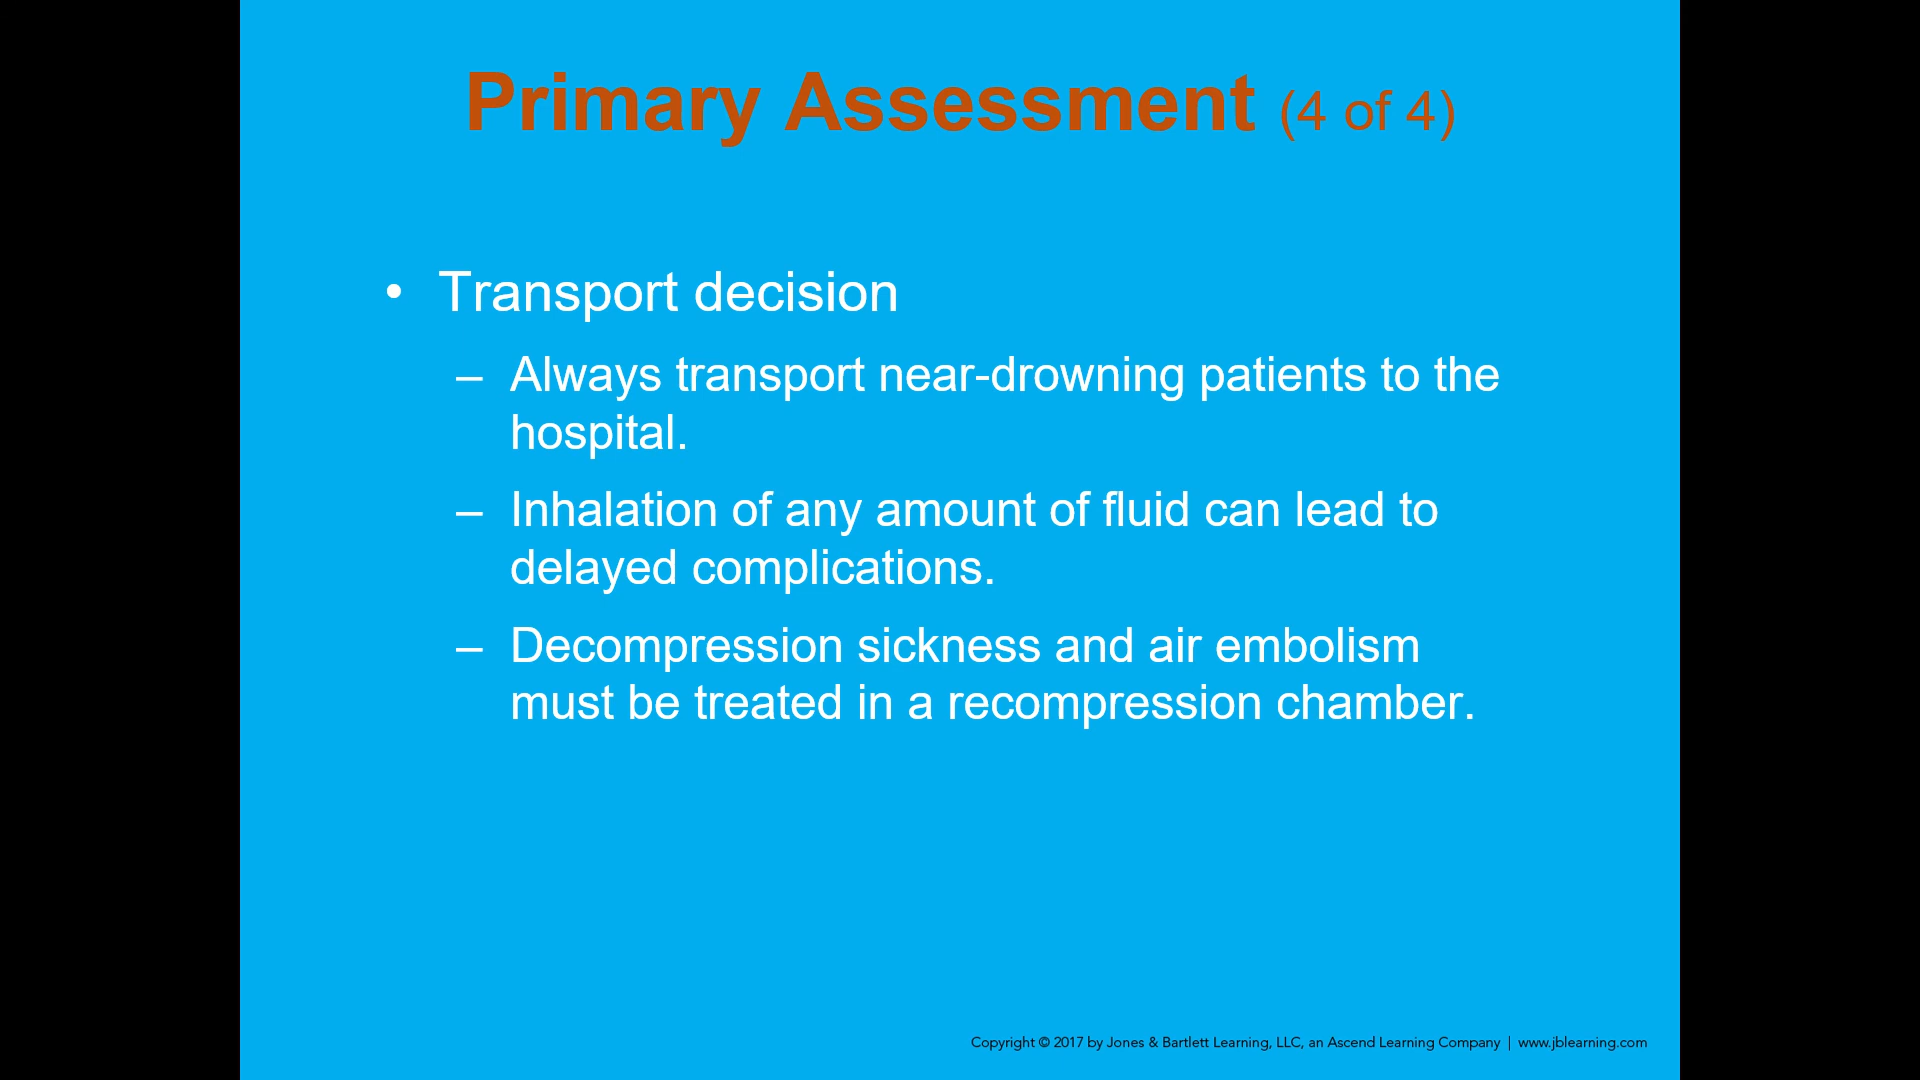 Primary Assessment (4 of 4)
• Transport decision
– Always transport near-drowning patients to the
hospital.
– Inhalation of any amount of fluid can lead to
delayed complications.
– Decompression sickness and air embolism
must be treated in a recompression chamber.
Copyright © 2017 by Jones & Bartlett Learning, LLC, an Ascend Learning Company | www.jblearning.com